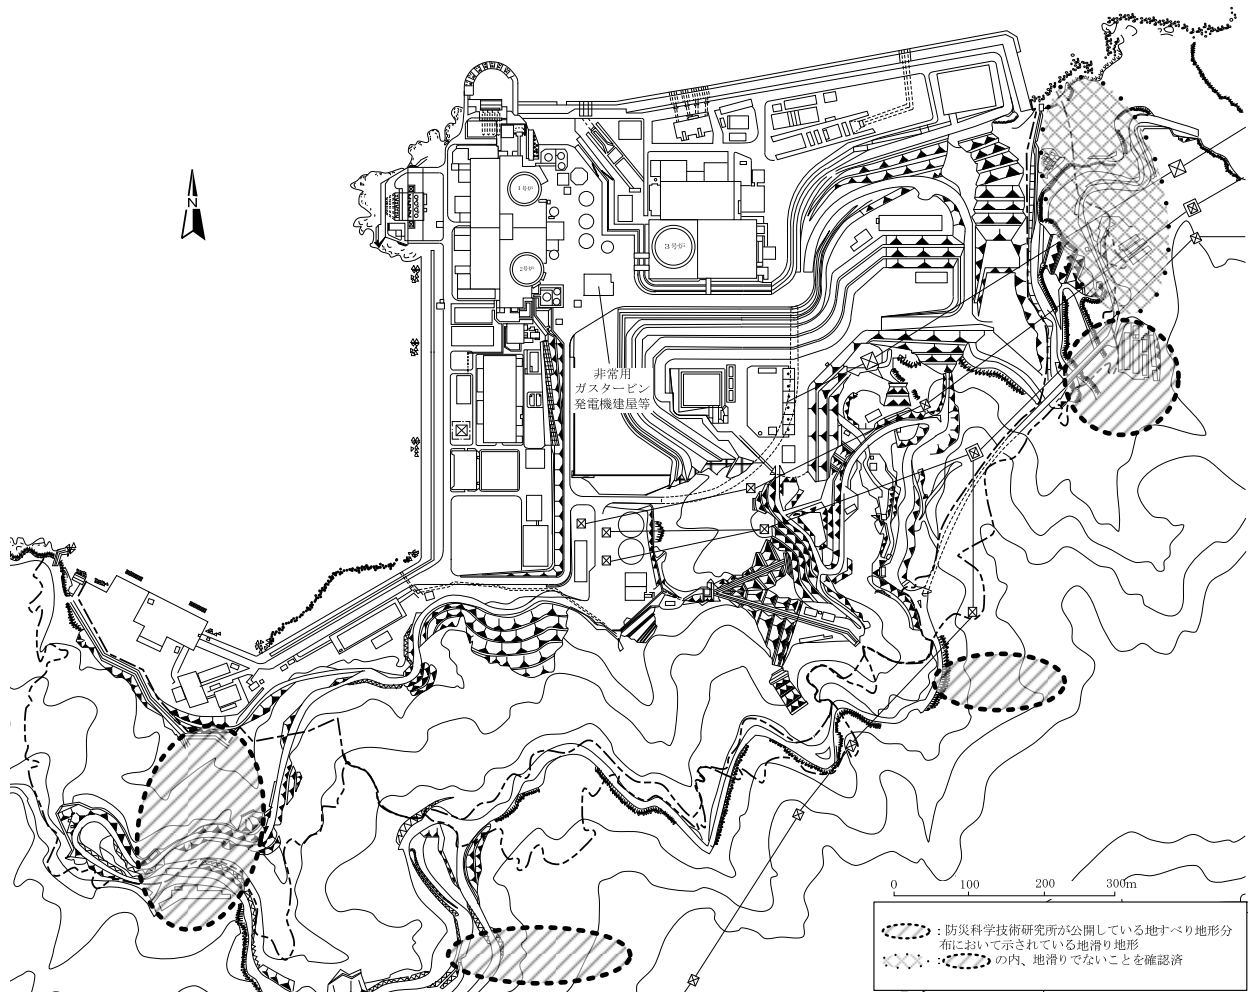 N
1号炉
2号炉
3号炉
非常用
ガスタービン
発電機建屋等
0 100 200 300m
:防災科学技術研究所が公開している地すべり地形分
布において示されている地滑り地形
: の内、地滑りでないことを確認済